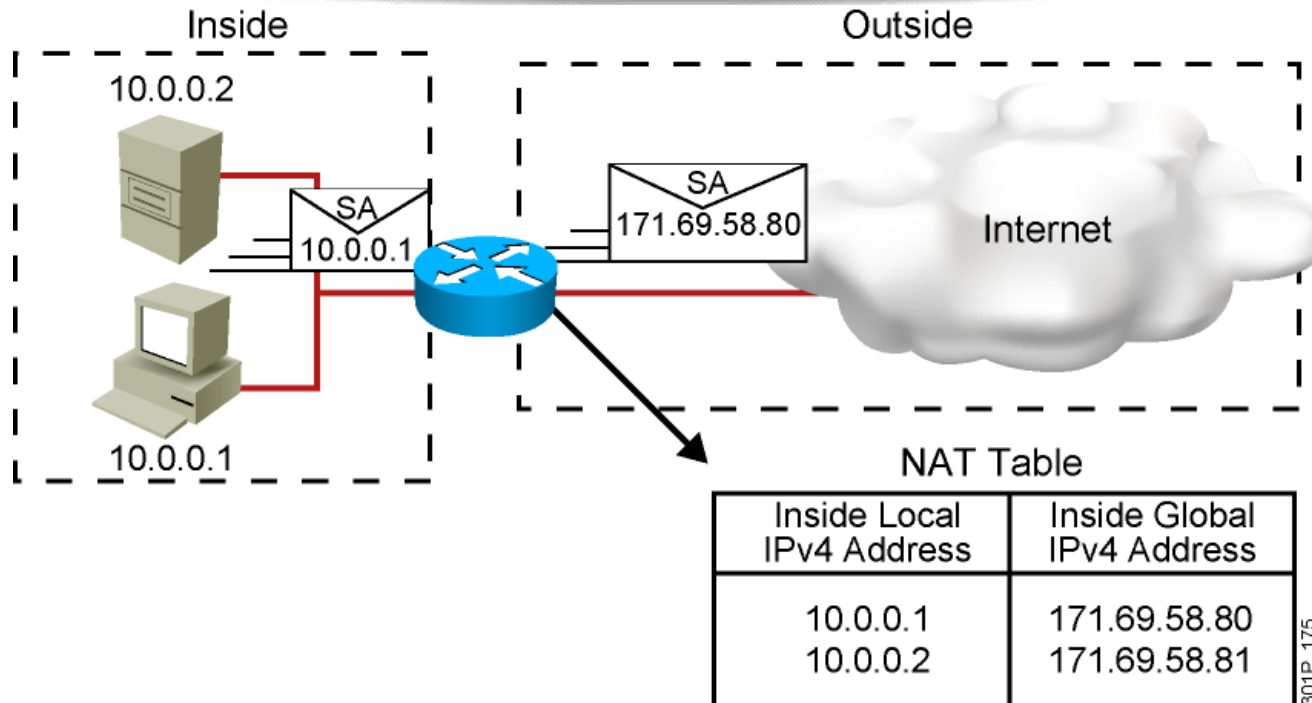 Inside
Outside
10.0.0.2
SA
10.0.0.1
SA
171.69.58.80
Internet
10.0.0.1
NAT Table
Inside Local
IPv4 Address
Inside Global
IPv4 Address
10.0.0.1
171.69.58.80
10.0.0.2
171.69.58.81
301P_175